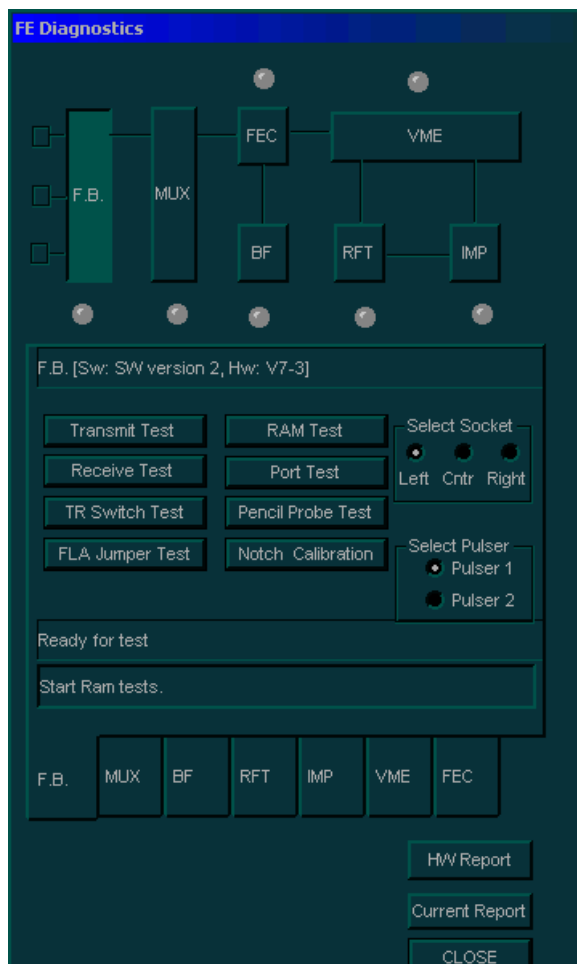 FE Diagnostics
FEC
VME
F.B.
MUX
BF
RFT
IMP
F.B. [Sw: SW version 2, Hw: V7-3]
Transmit Test
RAM Test
Select Socket
Receive Test
Port Test
Left Cntr Right
TR Switch Test
Pencil Probe Test
FLA Jumper Test
Notch Calibration
Select Pulser
Pulser 1
Pulser 2
Ready for test
Start Ram tests.
F.B.
MUX
BF
RFT
IMP
VME
FEC
HW Report
Current Report
CLOSE